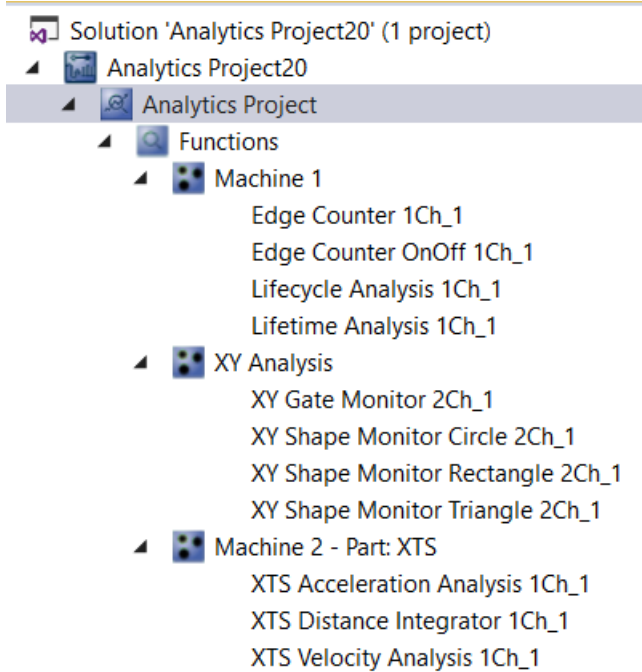 Solution 'Analytics Project20' (1 project)
Analytics Project20
Analytics Project
Functions
Machine 1
Edge Counter 1Ch_1
Edge Counter OnOff 1Ch_1
Lifecycle Analysis 1Ch_1
Lifetime Analysis 1Ch_1
XY Analysis
XY Gate Monitor 2Ch_1
XY Shape Monitor Circle 2Ch_1
XY Shape Monitor Rectangle 2Ch_1
XY Shape Monitor Triangle 2Ch_1
Machine 2 - Part: XTS
XTS Acceleration Analysis 1Ch_1
XTS Distance Integrator 1Ch_1
XTS Velocity Analysis 1Ch_1